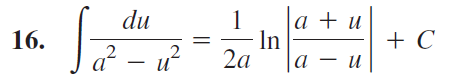 16. ∫ du / (a² − u²) = 1/(2a) ln |(a + u)/(a − u)| + C